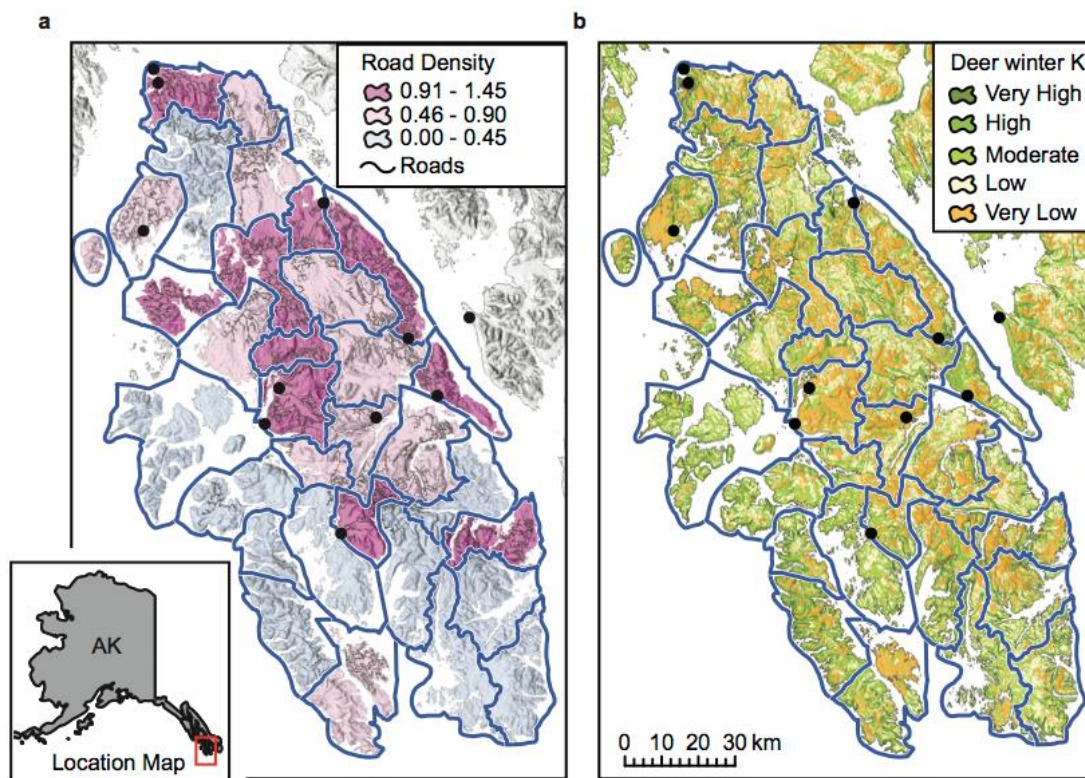 a
Road Density
0.91 - 1.45
0.46 - 0.90
0.00 - 0.45
Roads
AK
Location Map
b
Deer winter K
Very High
High
Moderate
Low
Very Low
0 10 20 30 km